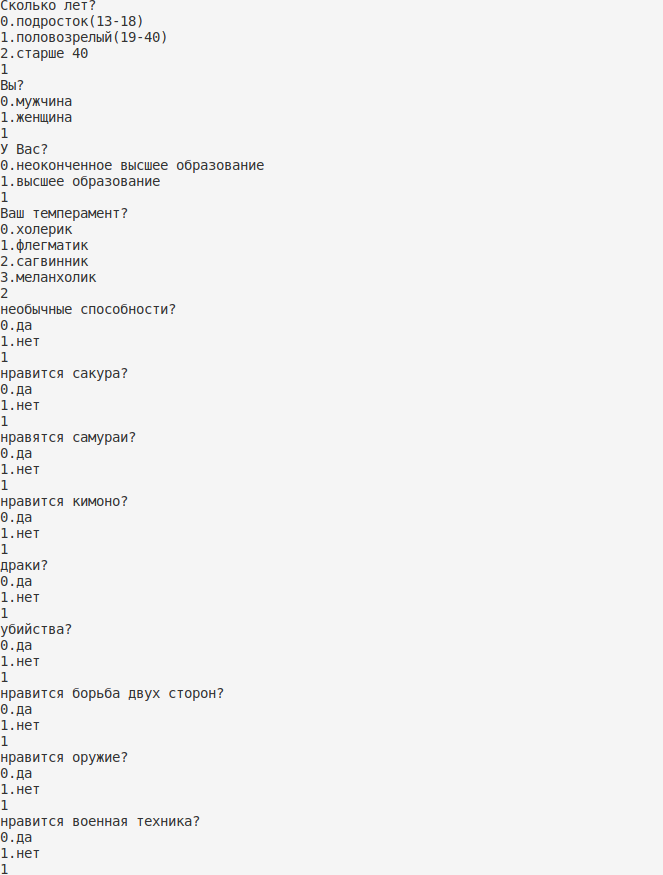 Сколько лет?
0.подросток(13-18)
1.половозрелый(19-40)
2.старше 40
1
Вы?
0.мужчина
1.женщина
1
У Вас?
0.неоконченное высшее образование
1.высшее образование
1
Ваш темперамент?
0.холерик
1.флегматик
2.сагвинник
3.меланхолик
2
необычные способности?
0.да
1.нет
1
нравится сакура?
0.да
1.нет
1
нравятся самураи?
0.да
1.нет
1
нравится кимоно?
0.да
1.нет
1
драки?
0.да
1.нет
1
убийства?
0.да
1.нет
1
нравится борьба двух сторон?
0.да
1.нет
1
нравится оружие?
0.да
1.нет
1
нравится военная техника?
0.да
1.нет
1